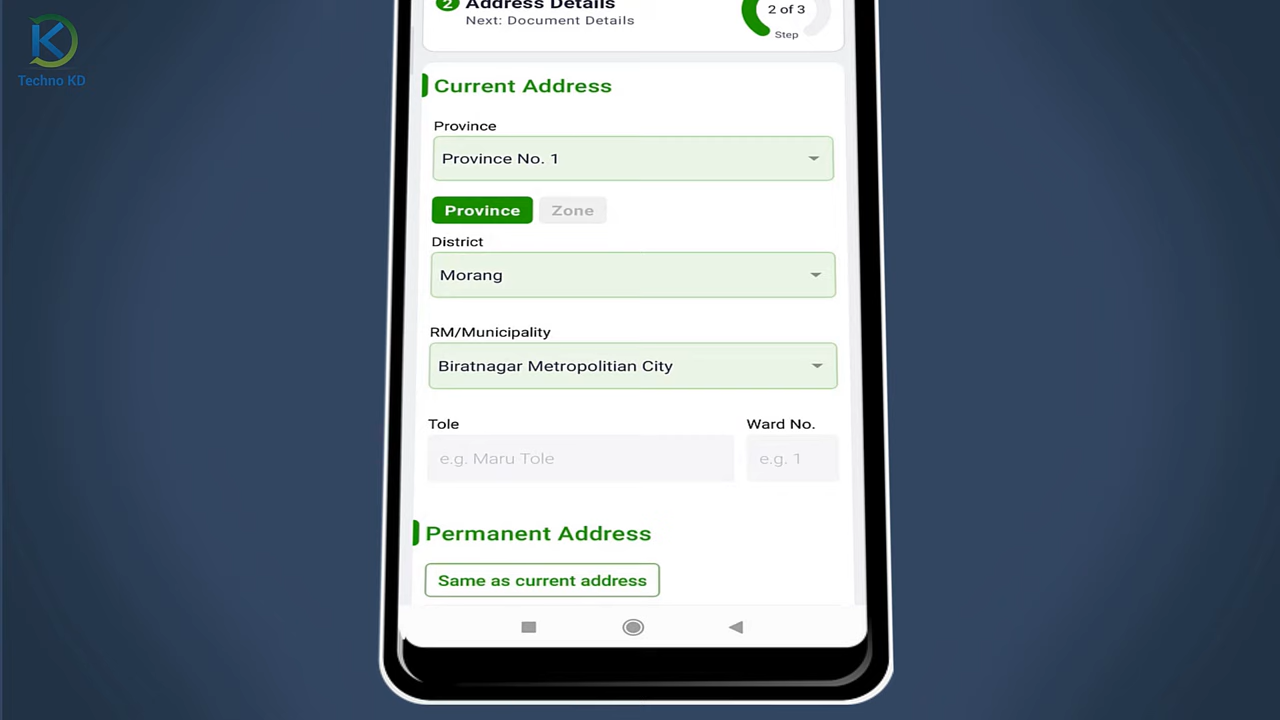 Techno KD
2 Address Details
Next: Document Details
2 of 3
Step
Current Address
Province
Province No. 1
Province Zone
District
Morang
RM/Municipality
Biratnagar Metropolitian City
Tole Ward No.
e.g. Maru Tole e.g. 1
Permanent Address
Same as current address